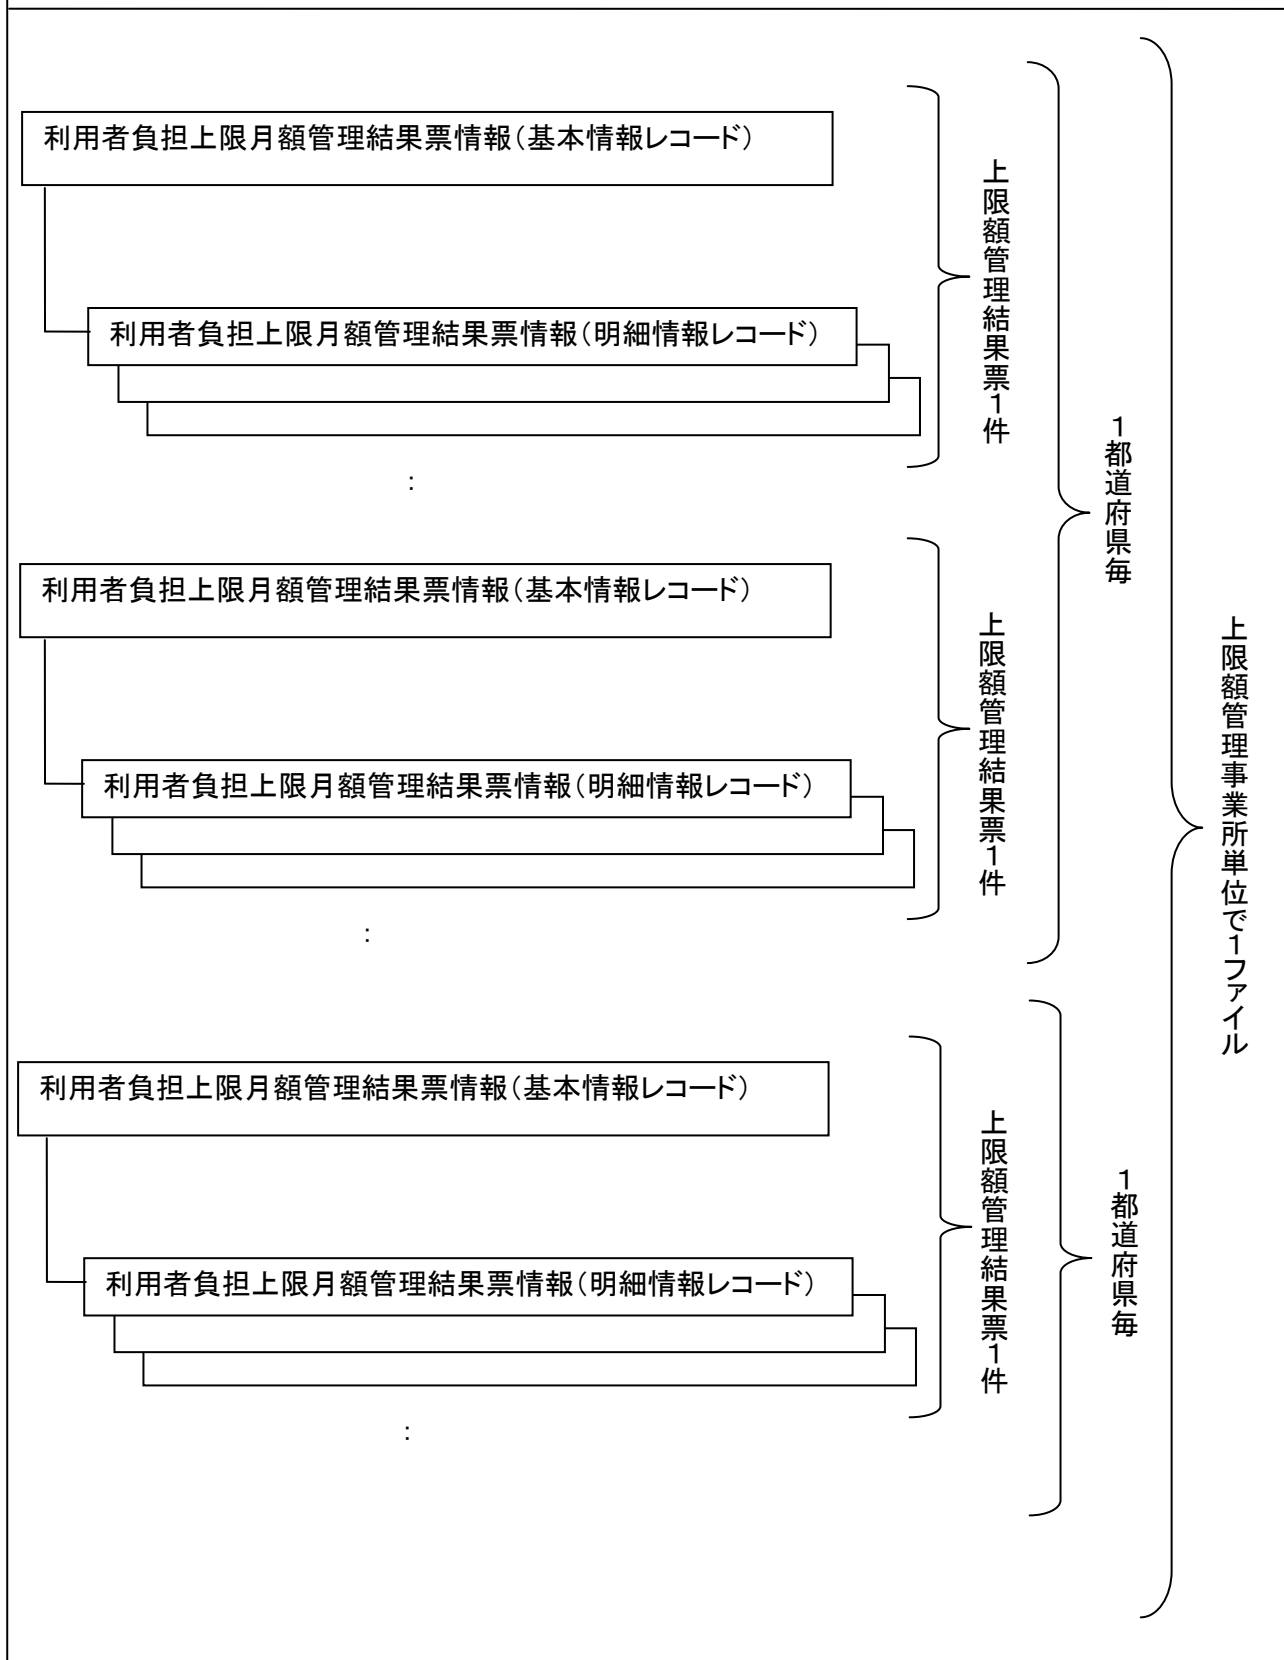 利用者負担上限月額管理結果票情報（基本情報レコード）
利用者負担上限月額管理結果票情報（明細情報レコード）
：
上限額管理結果票１件
利用者負担上限月額管理結果票情報（基本情報レコード）
利用者負担上限月額管理結果票情報（明細情報レコード）
：
上限額管理結果票１件
１都道府県毎
利用者負担上限月額管理結果票情報（基本情報レコード）
利用者負担上限月額管理結果票情報（明細情報レコード）
：
上限額管理結果票１件
１都道府県毎
上限額管理事業所単位で１ファイル